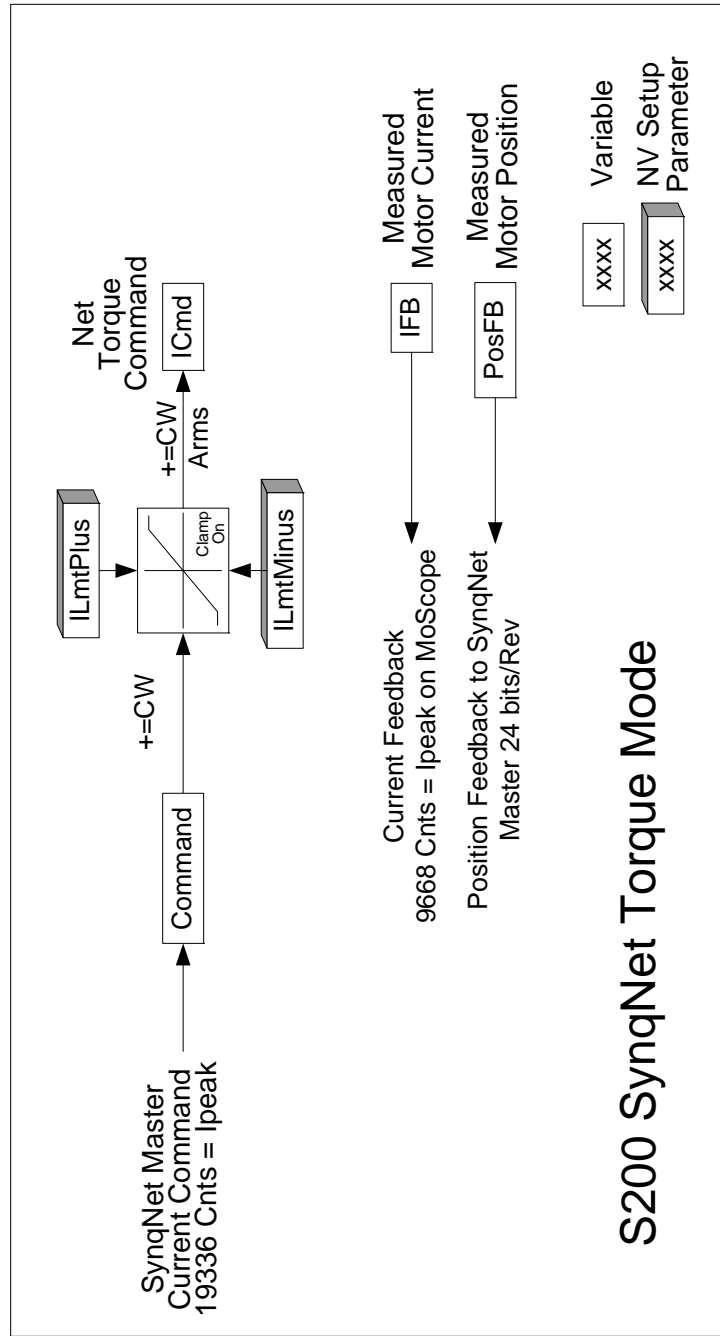 SynqNet Master
Current Command
19336 Cnts = Ipeak
Command
+=CW
ILmtPlus
Clamp
On
ILmtMinus
+=CW
Arms
Net
Torque
Command
ICmd
Current Feedback
9668 Cnts = Ipeak on MoScope
IFB
Measured
Motor Current
Position Feedback to SynqNet
Master 24 bits/Rev
PosFB
Measured
Motor Position
S200 SynqNet Torque Mode
xxxx
Variable
xxxx
NV Setup
Parameter